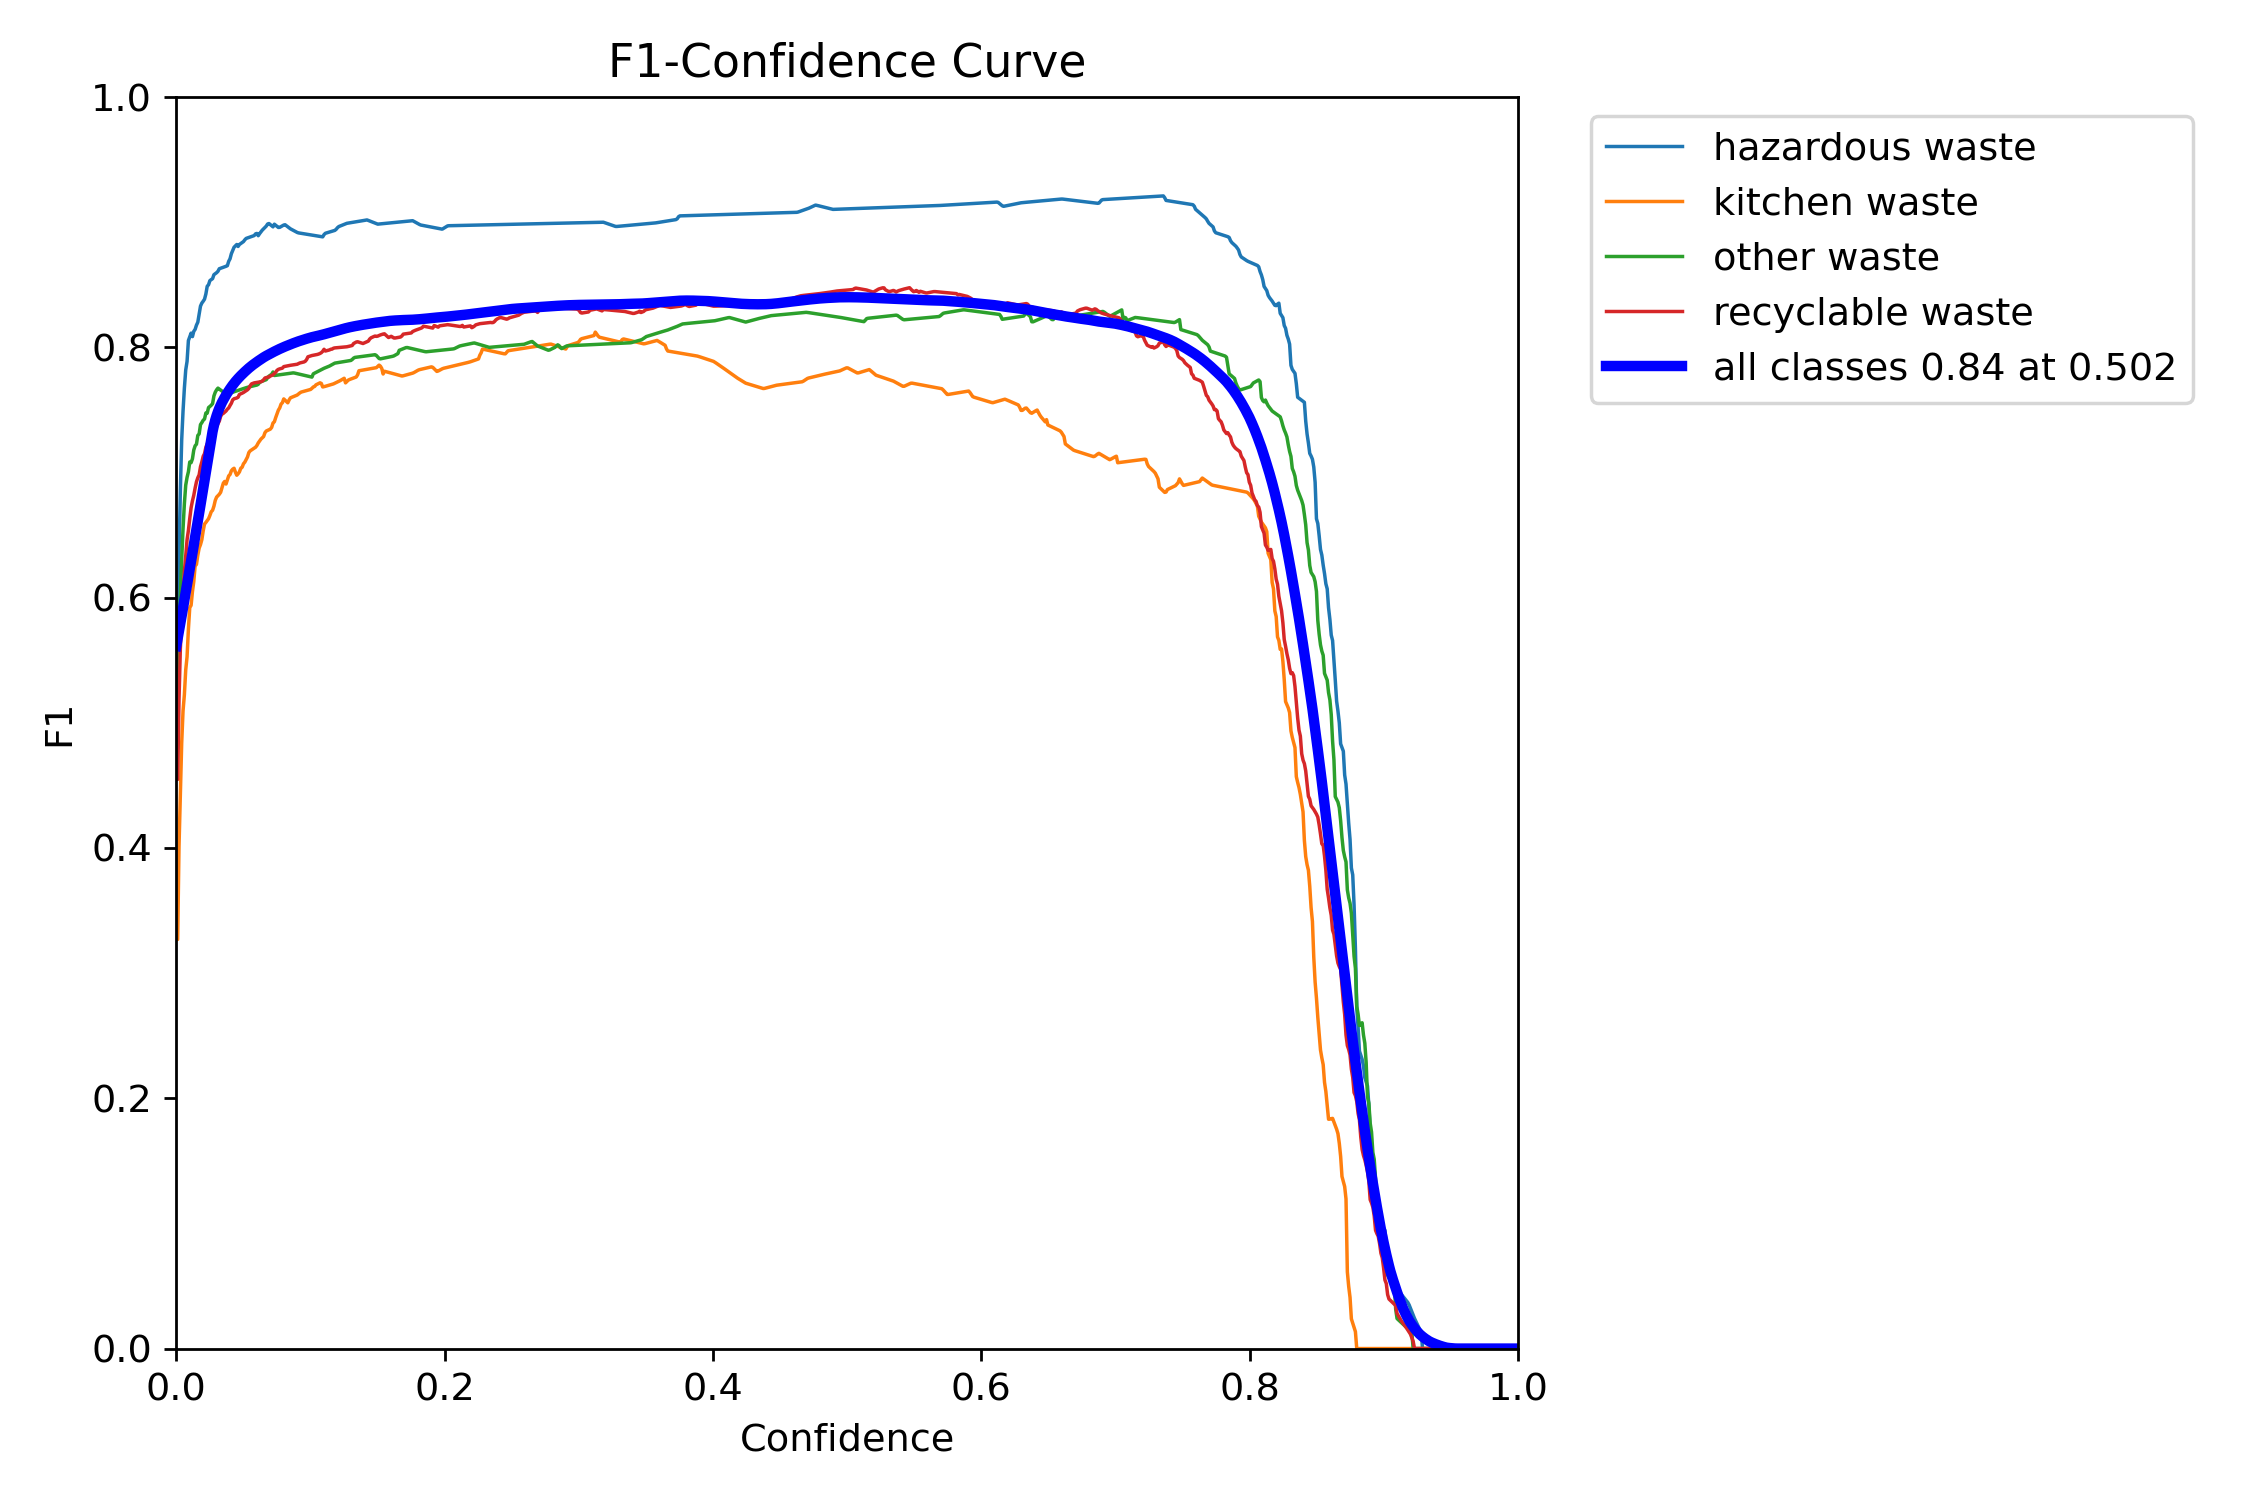 F1-Confidence Curve
1.0
0.8
0.6
0.4
0.2
0.0
F1
0.0 0.2 0.4 0.6 0.8 1.0
Confidence
hazardous waste
kitchen waste
other waste
recyclable waste
all classes 0.84 at 0.502